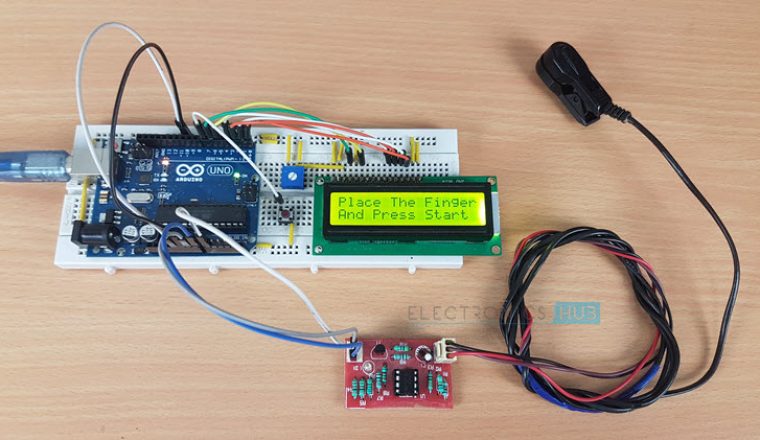 ARDUINO
UNO
Place The Finger
And Press Start
ELECTRONICS HUB